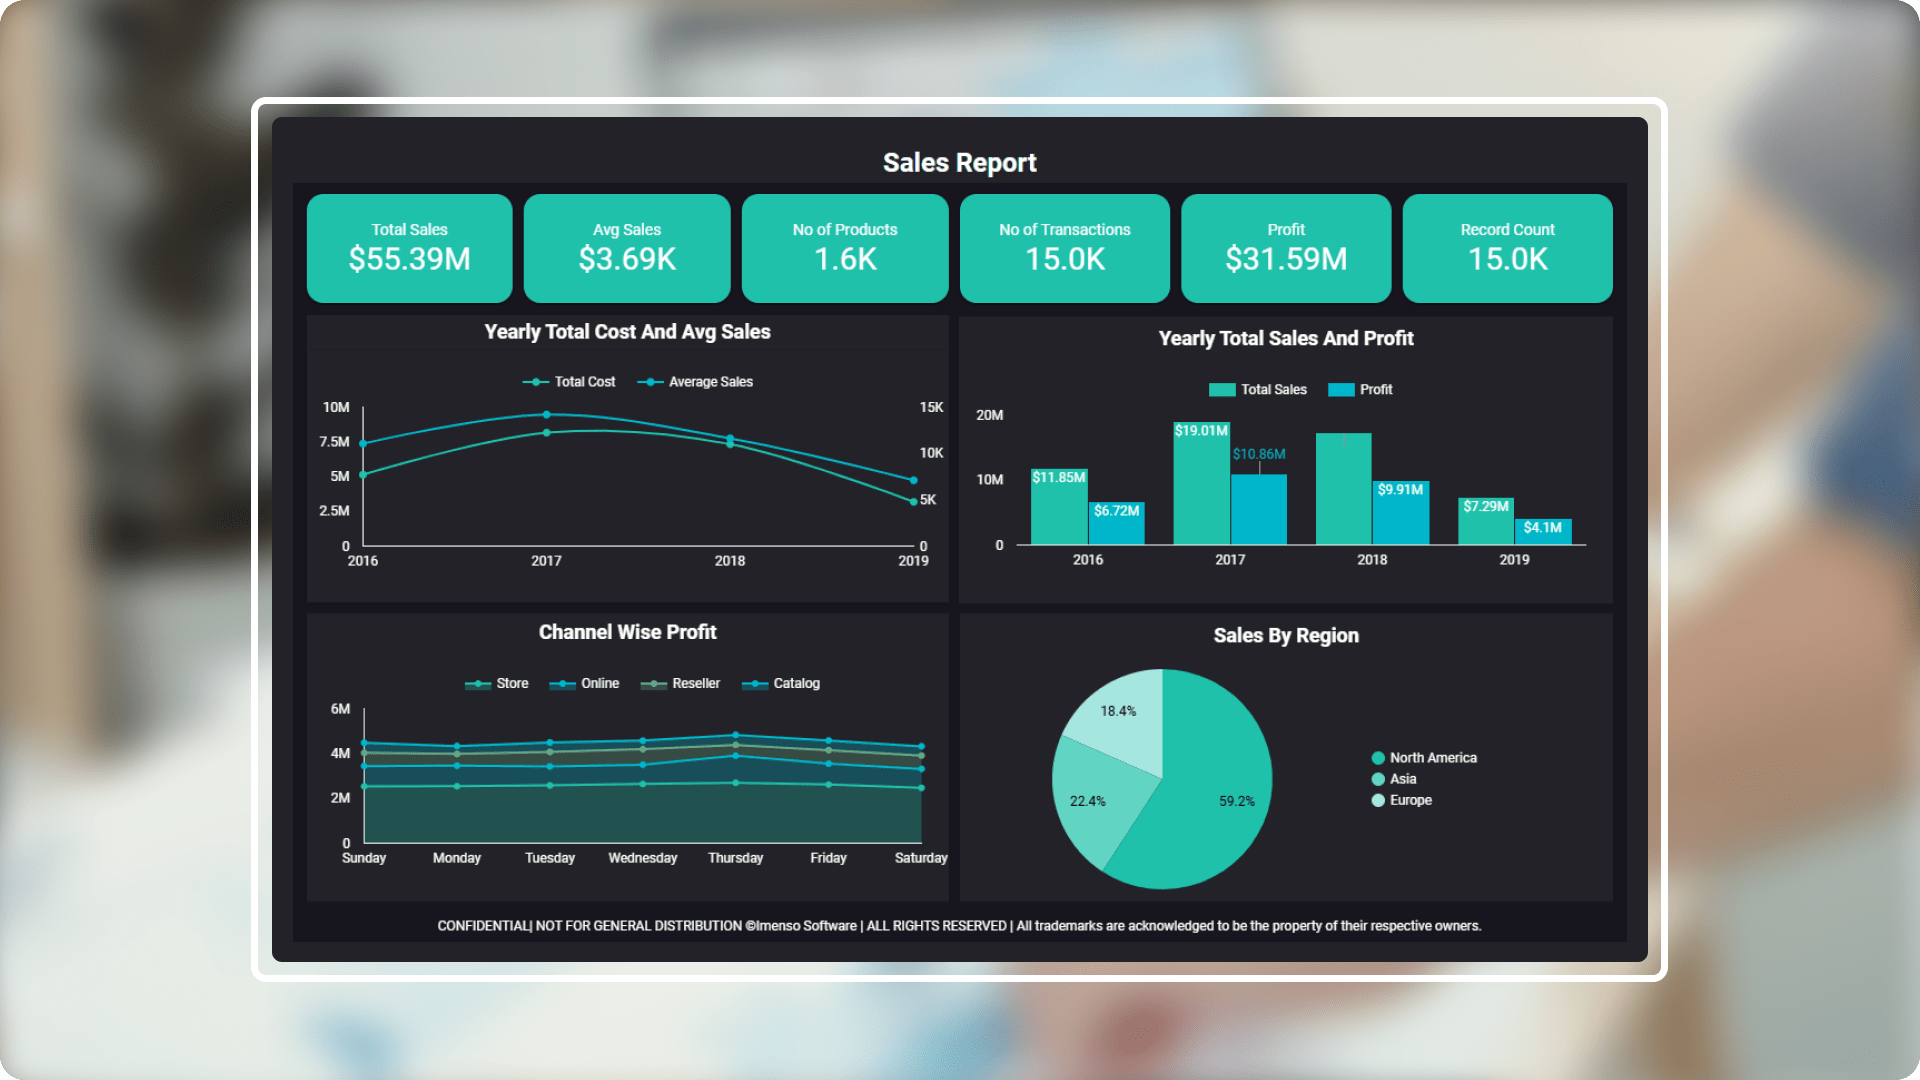 Sales Report
Total Sales
$55.39M
Avg Sales
$3.69K
No of Products
1.6K
No of Transactions
15.0K
Profit
$31.59M
Record Count
15.0K
Yearly Total Cost And Avg Sales
Total Cost
Average Sales
10M
7.5M
5M
2.5M
0
15K
10K
5K
0
2016
2017
2018
2019
Yearly Total Sales And Profit
Total Sales
Profit
20M
10M
0
$11.85M
$6.72M
$19.01M
$10.86M
$9.91M
$7.29M
$4.1M
2016
2017
2018
2019
Channel Wise Profit
Store
Online
Reseller
Catalog
6M
4M
2M
0
Sunday
Monday
Tuesday
Wednesday
Thursday
Friday
Saturday
Sales By Region
18.4%
22.4%
59.2%
North America
Asia
Europe
CONFIDENTIAL| NOT FOR GENERAL DISTRIBUTION ©Imenso Software | ALL RIGHTS RESERVED | All trademarks are acknowledged to be the property of their respective owners.